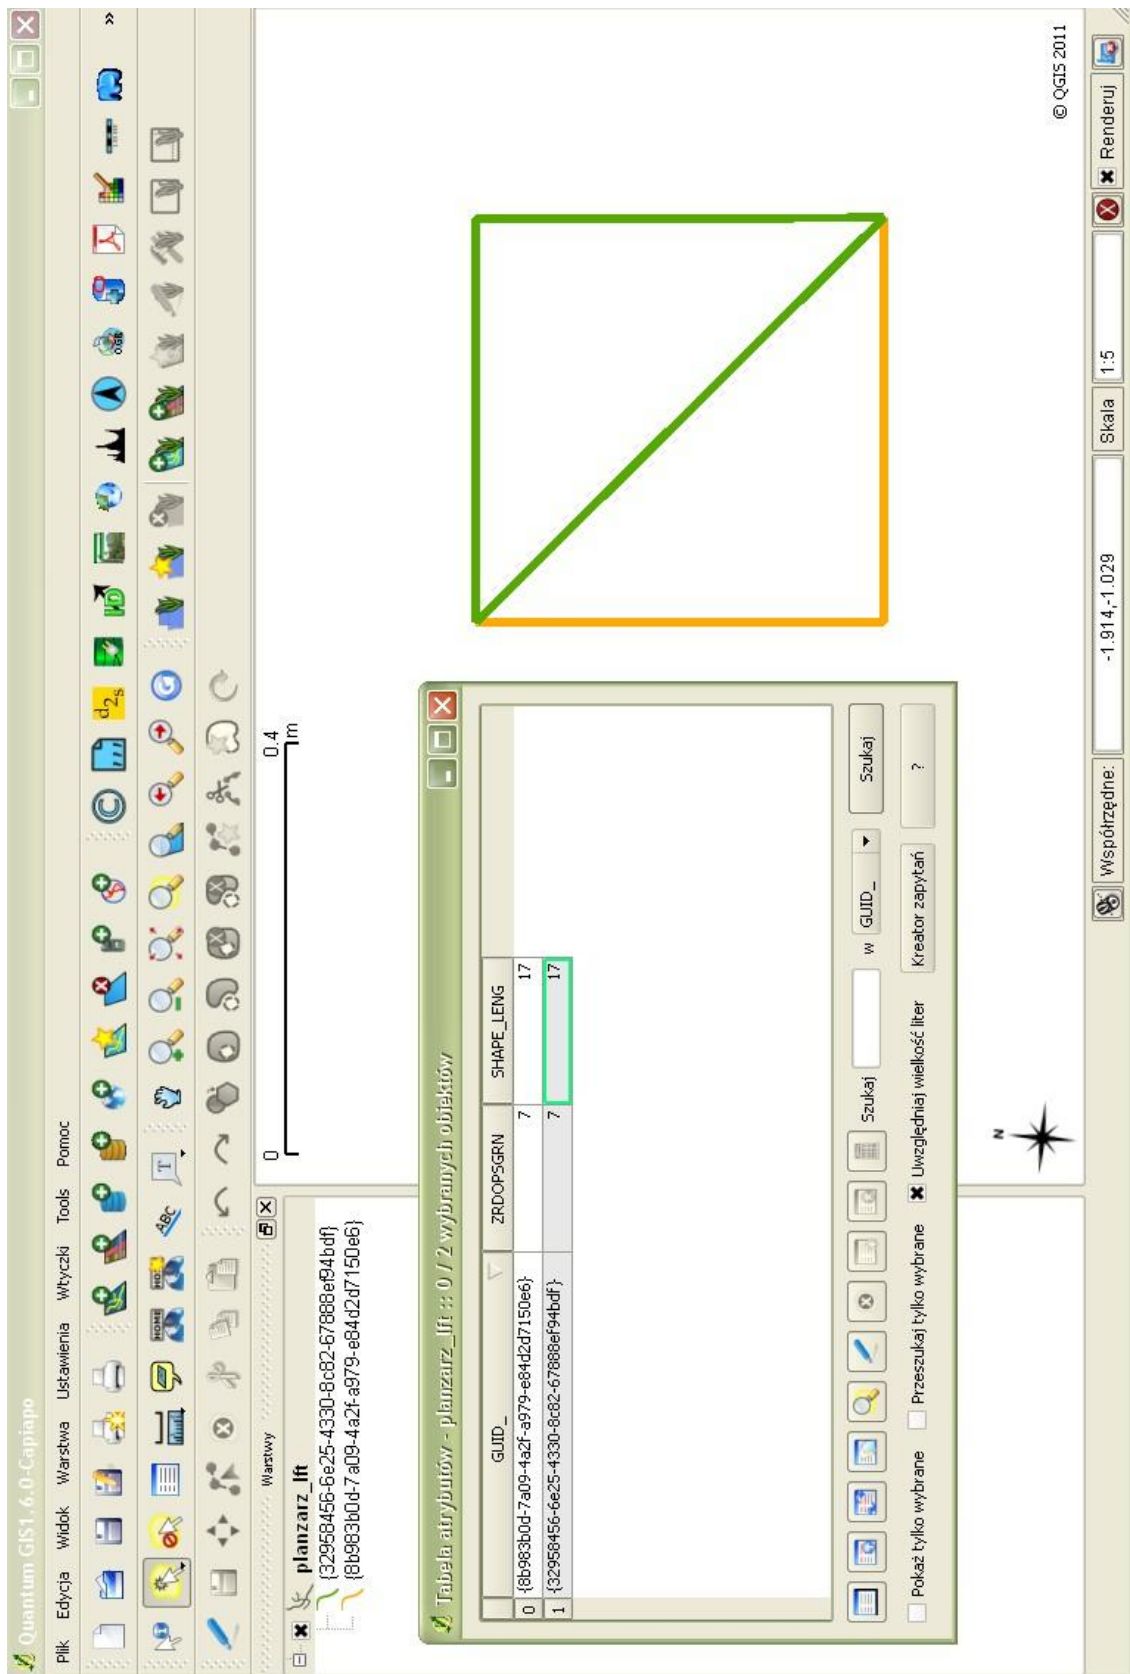 Quantum GIS1.6.0-Capiapo
Plik Edycja Widok Warstwa Ustawienia Wtyczki Tools Pomoc
Warstwy
planzarz_lft
{32958456-6e25-4330-8c82-67888ef94bdf}
{8b983b0d-7a09-4a2f-a979-e84d2d7150e6}
0 0.4
m
Tabela atrybutów - planzarz_lft :: 0 / 2 wybranych obiektów
GUID_ ZRDOPSGRN SHAPE_LENG
0 {8b983b0d-7a09-4a2f-a979-e84d2d7150e6} 7 17
1 {32958456-6e25-4330-8c82-67888ef94bdf} 7 17
Szukaj w GUID_ Szukaj
Pokaż tylko wybrane Przeszukaj tylko wybrane Uwzględniaj wielkość liter Kreator zapytań ?
N
© QGIS 2011
Współrzędne: -1.914,-1.029 Skala 1:5 Renderuj